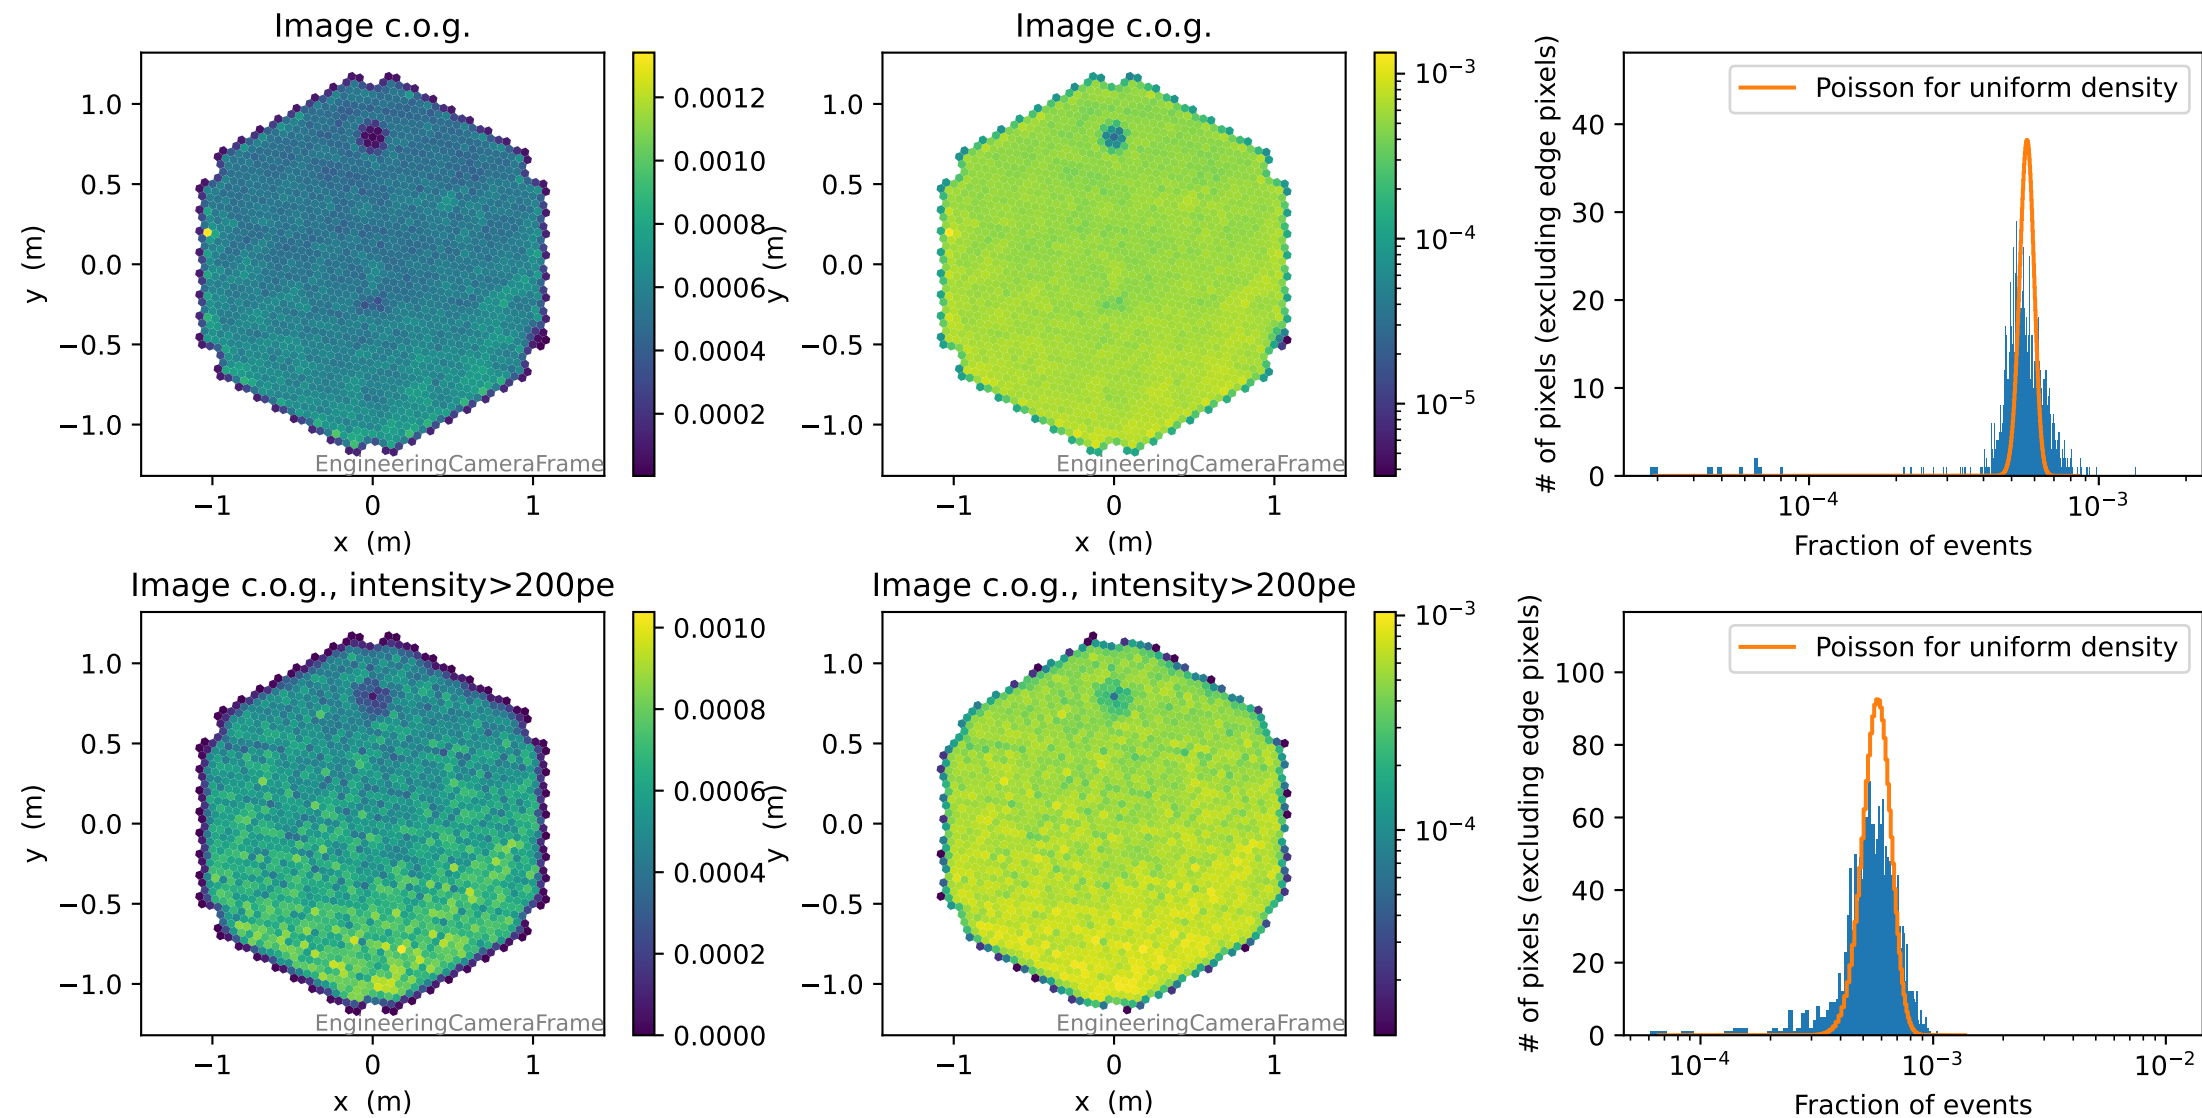 Image c.o.g.
1.0
0.5
0.0
−0.5
−1.0
y (m)
−1
0
1
x (m)
EngineeringCameraFrame
0.0012
0.0010
0.0008
0.0006
0.0004
0.0002
Image c.o.g.
1.0
0.5
0.0
−0.5
−1.0
y (m)
−1
0
1
x (m)
EngineeringCameraFrame
10⁻³
10⁻⁴
10⁻⁵
Poisson for uniform density
# of pixels (excluding edge pixels)
40
30
20
10
0
10⁻⁴
10⁻³
Fraction of events
Image c.o.g., intensity>200pe
1.0
0.5
0.0
−0.5
−1.0
y (m)
−1
0
1
x (m)
EngineeringCameraFrame
0.0010
0.0008
0.0006
0.0004
0.0002
0.0000
Image c.o.g., intensity>200pe
1.0
0.5
0.0
−0.5
−1.0
y (m)
−1
0
1
x (m)
EngineeringCameraFrame
10⁻³
10⁻⁴
Poisson for uniform density
# of pixels (excluding edge pixels)
100
80
60
40
20
0
10⁻⁴
10⁻³
10⁻²
Fraction of events